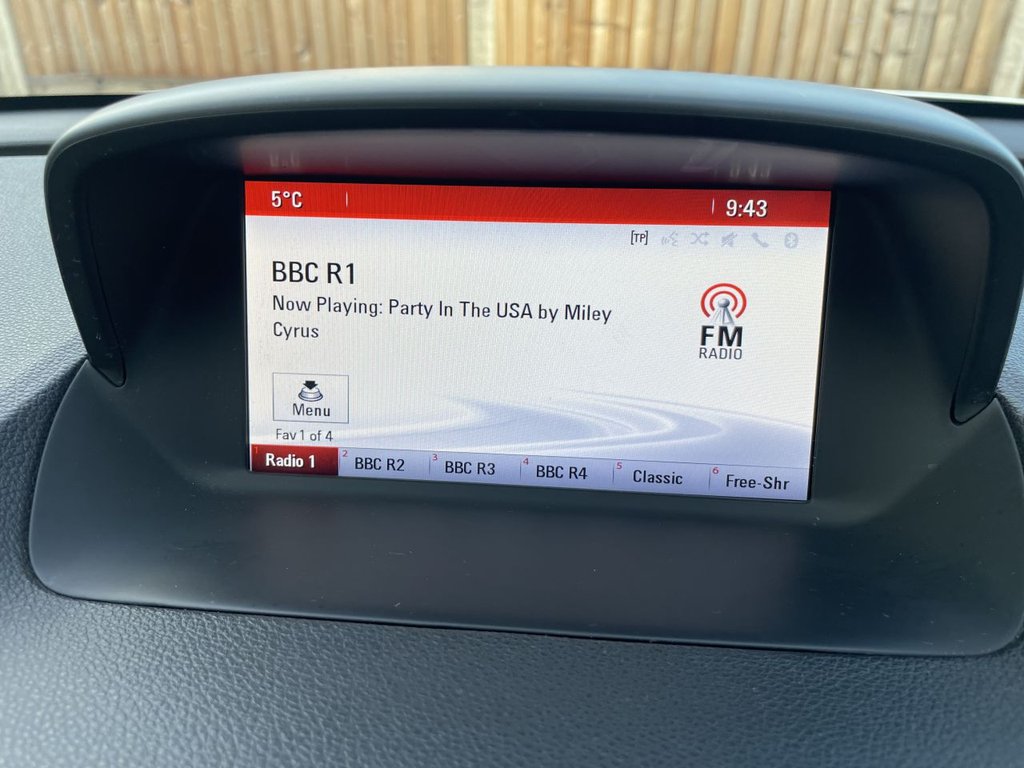 5°C
9:43
[TP]
BBC R1
Now Playing: Party In The USA by Miley
Cyrus
FM
RADIO
Menu
Fav 1 of 4
1 Radio 1
2 BBC R2
3 BBC R3
4 BBC R4
5 Classic
6 Free-Shr